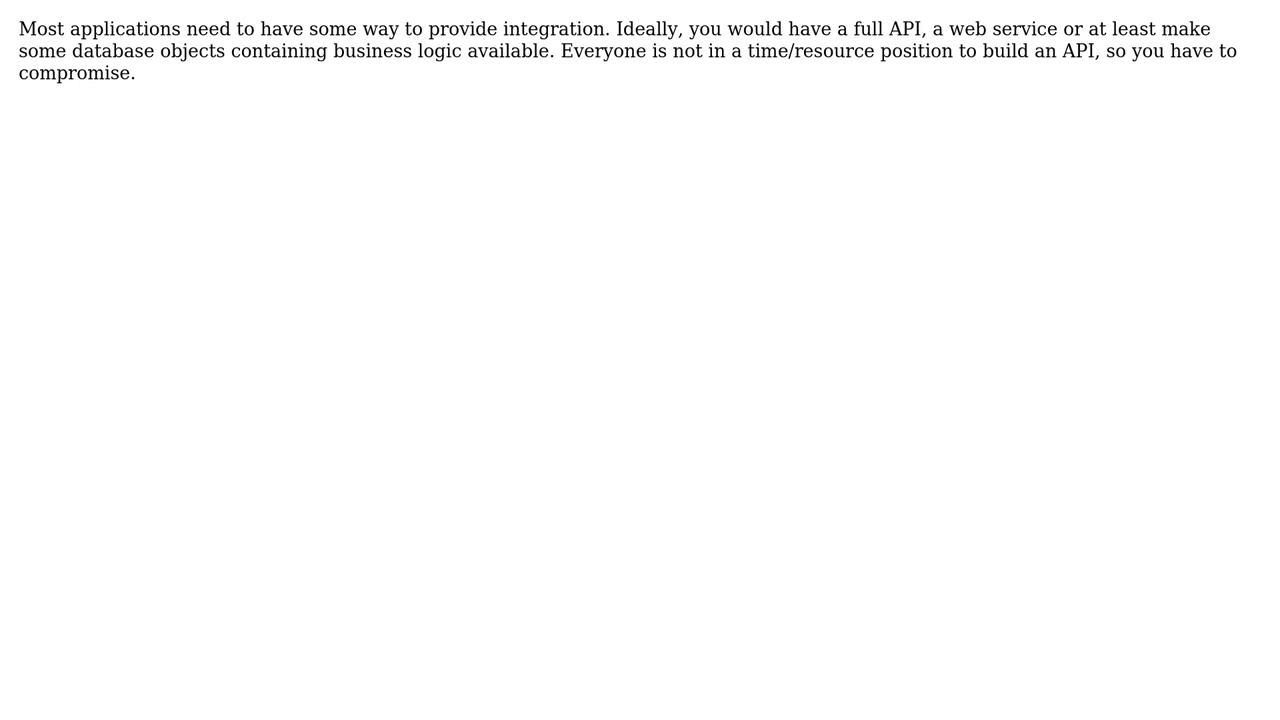 Most applications need to have some way to provide integration. Ideally, you would have a full API, a web service or at least make
some database objects containing business logic available. Everyone is not in a time/resource position to build an API, so you have to
compromise.